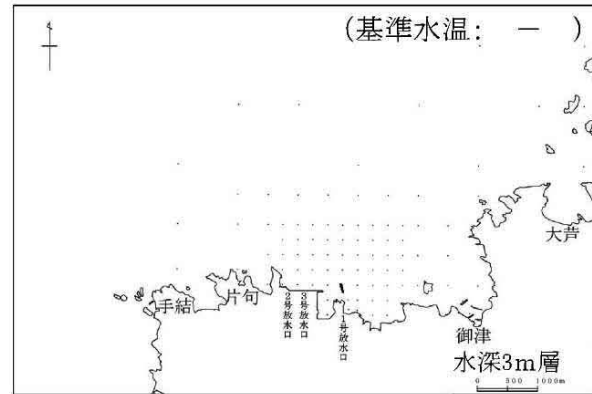 (基準水温: － )
大芦
手結
片句
2号放水口
3号放水口
1号放水口
御津
水深3m層
0 500 1000m